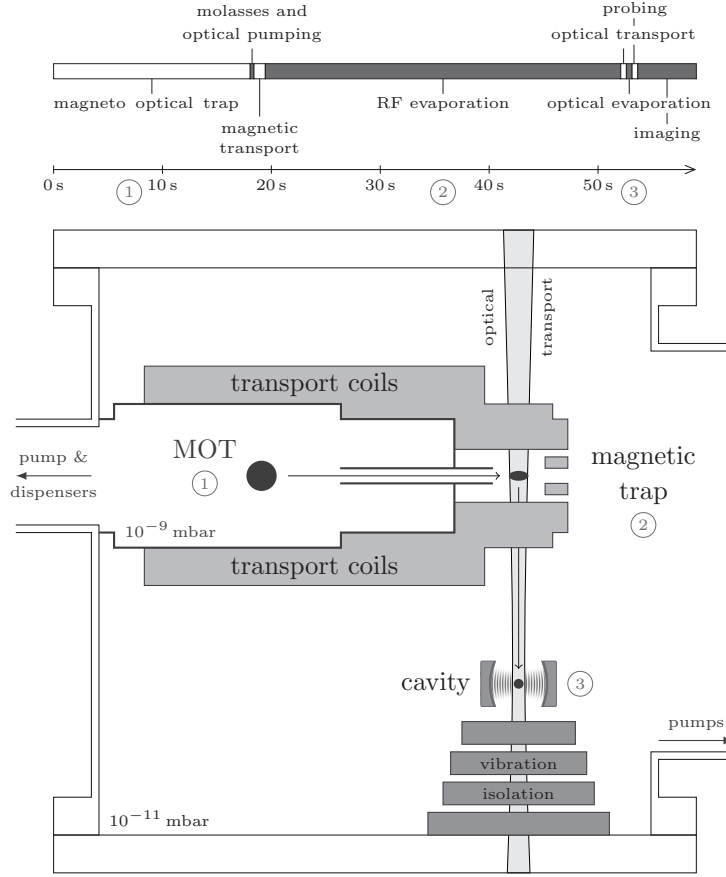 molasses and
optical pumping
probing
optical transport
magneto optical trap
magnetic
transport
RF evaporation
optical evaporation
imaging
0 s
10 s
20 s
30 s
40 s
50 s
1
2
3
optical
transport
transport coils
MOT
1
pump &
dispensers
magnetic
trap
2
10⁻⁹ mbar
transport coils
cavity
3
pumps
vibration
isolation
10⁻¹¹ mbar